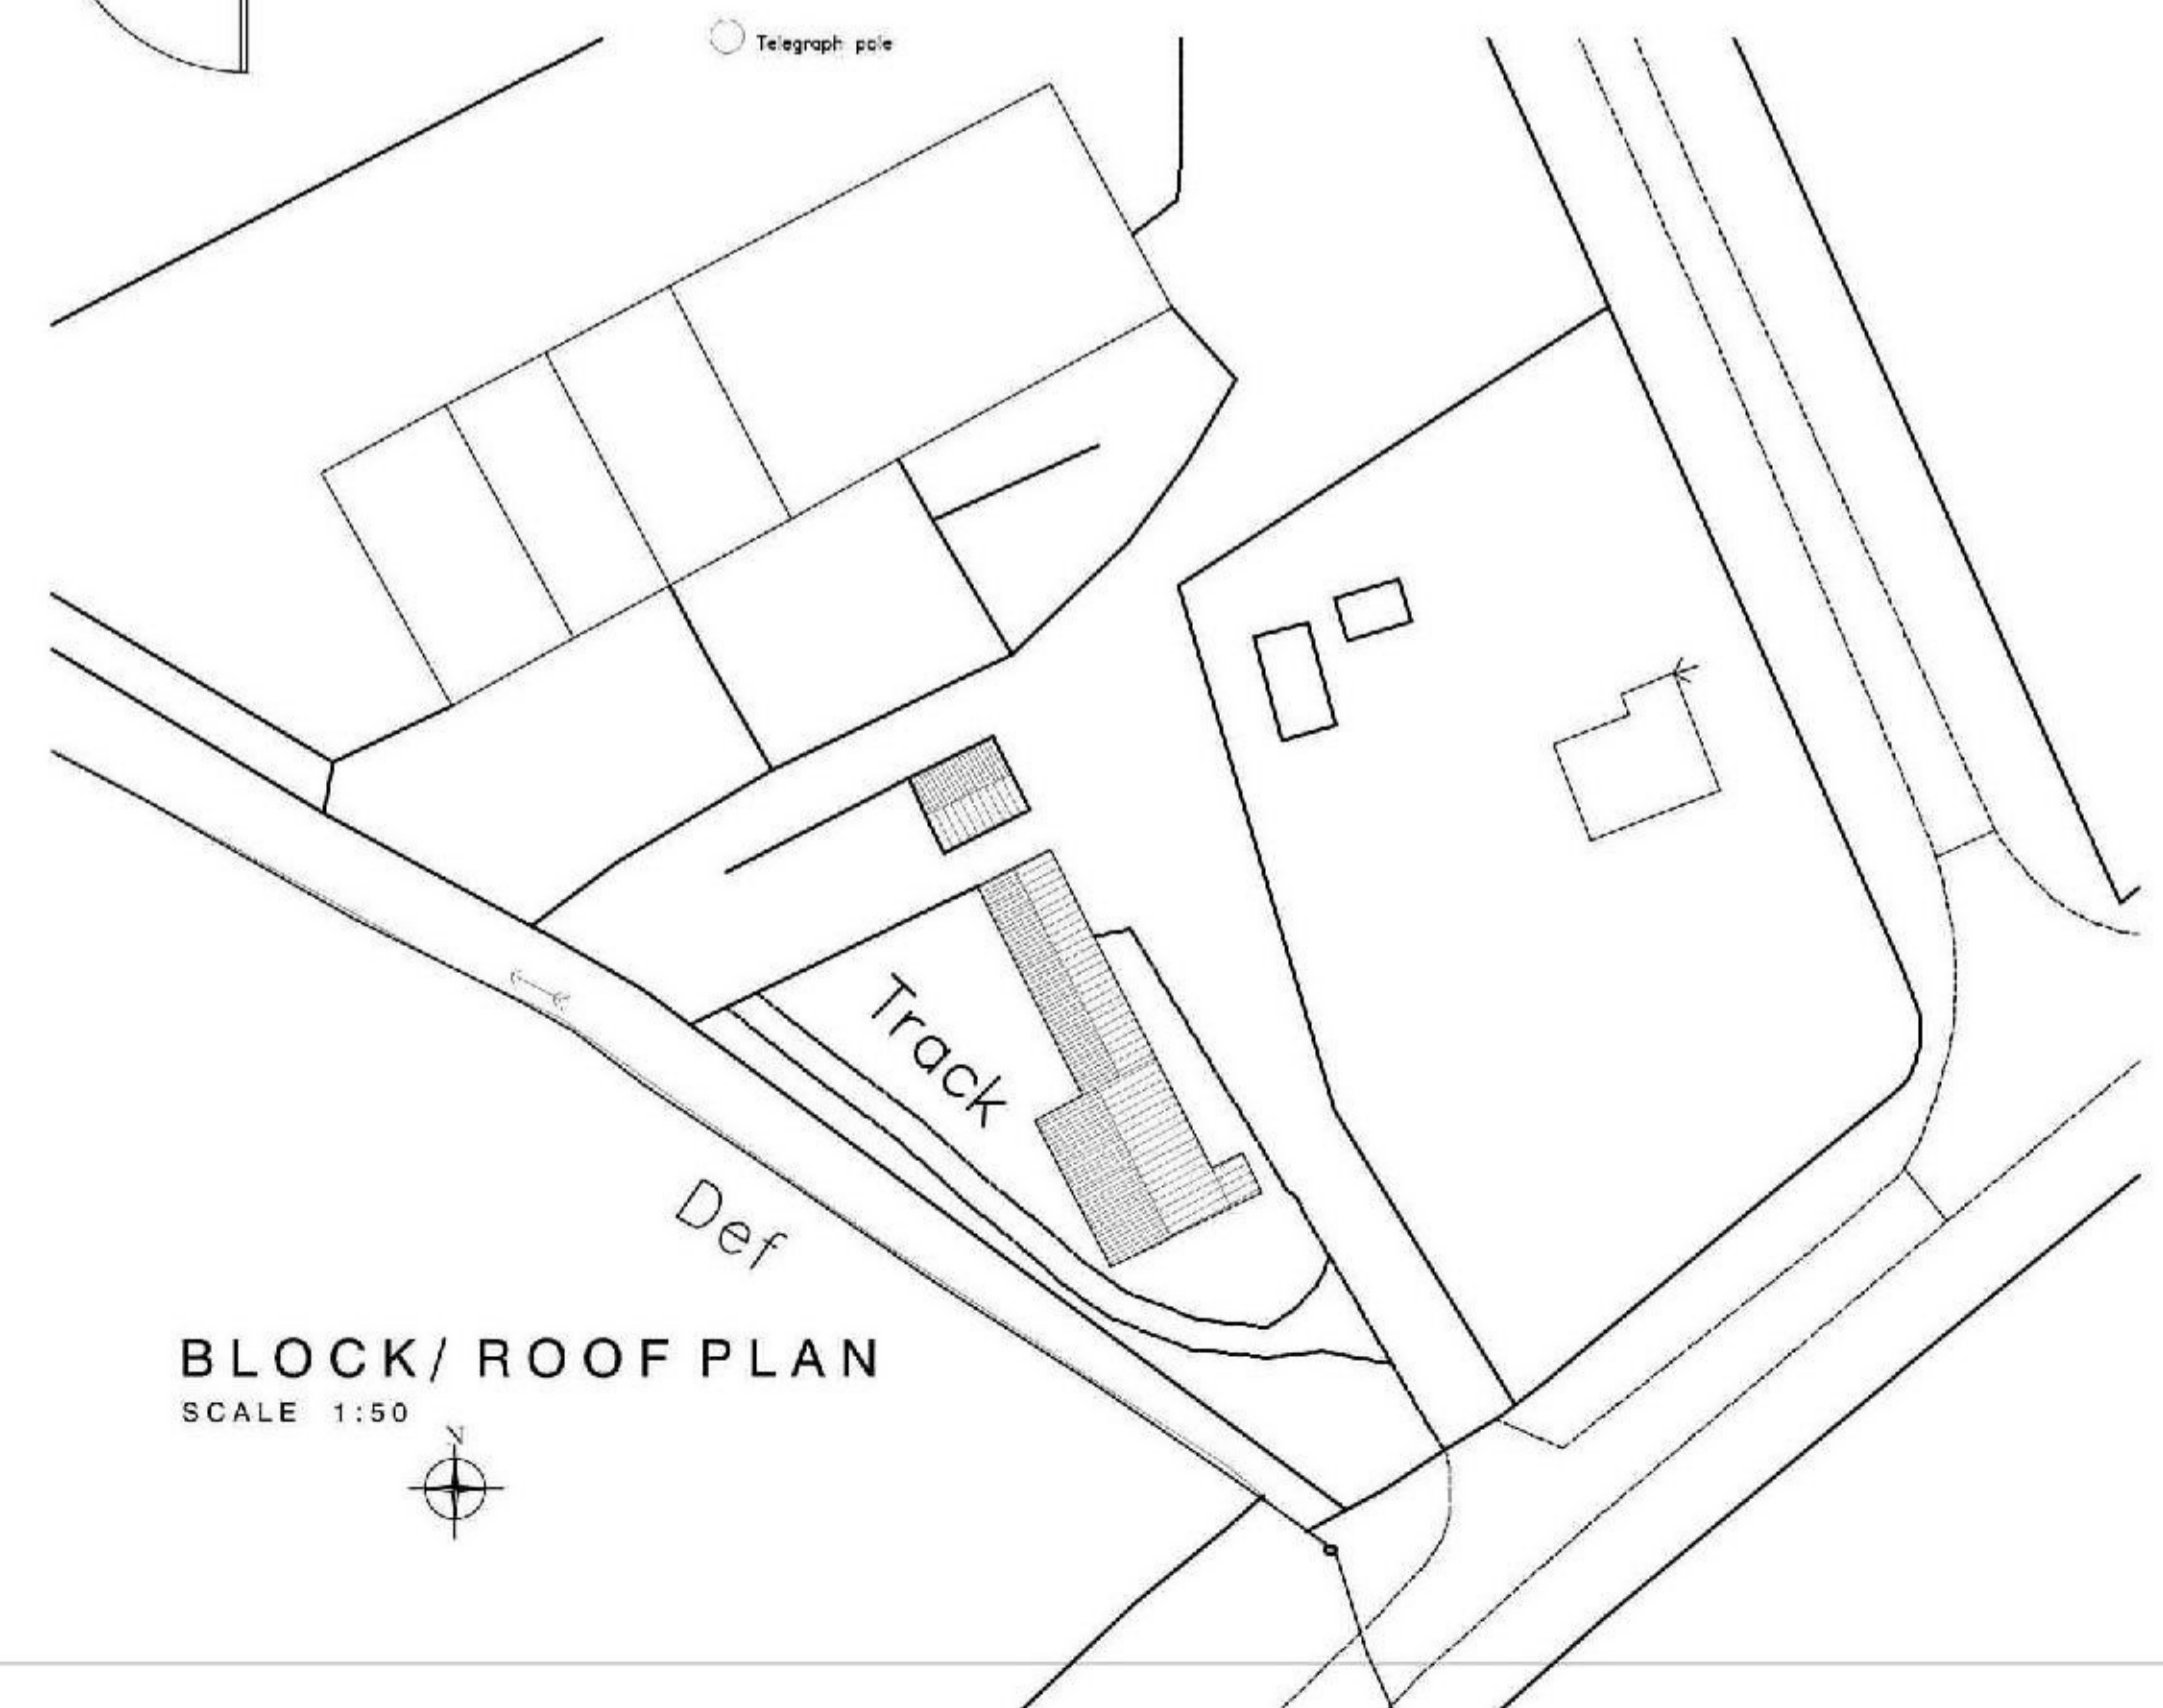 Telegraph pole
Track
Def
BLOCK/ ROOF PLAN
SCALE 1:50
N